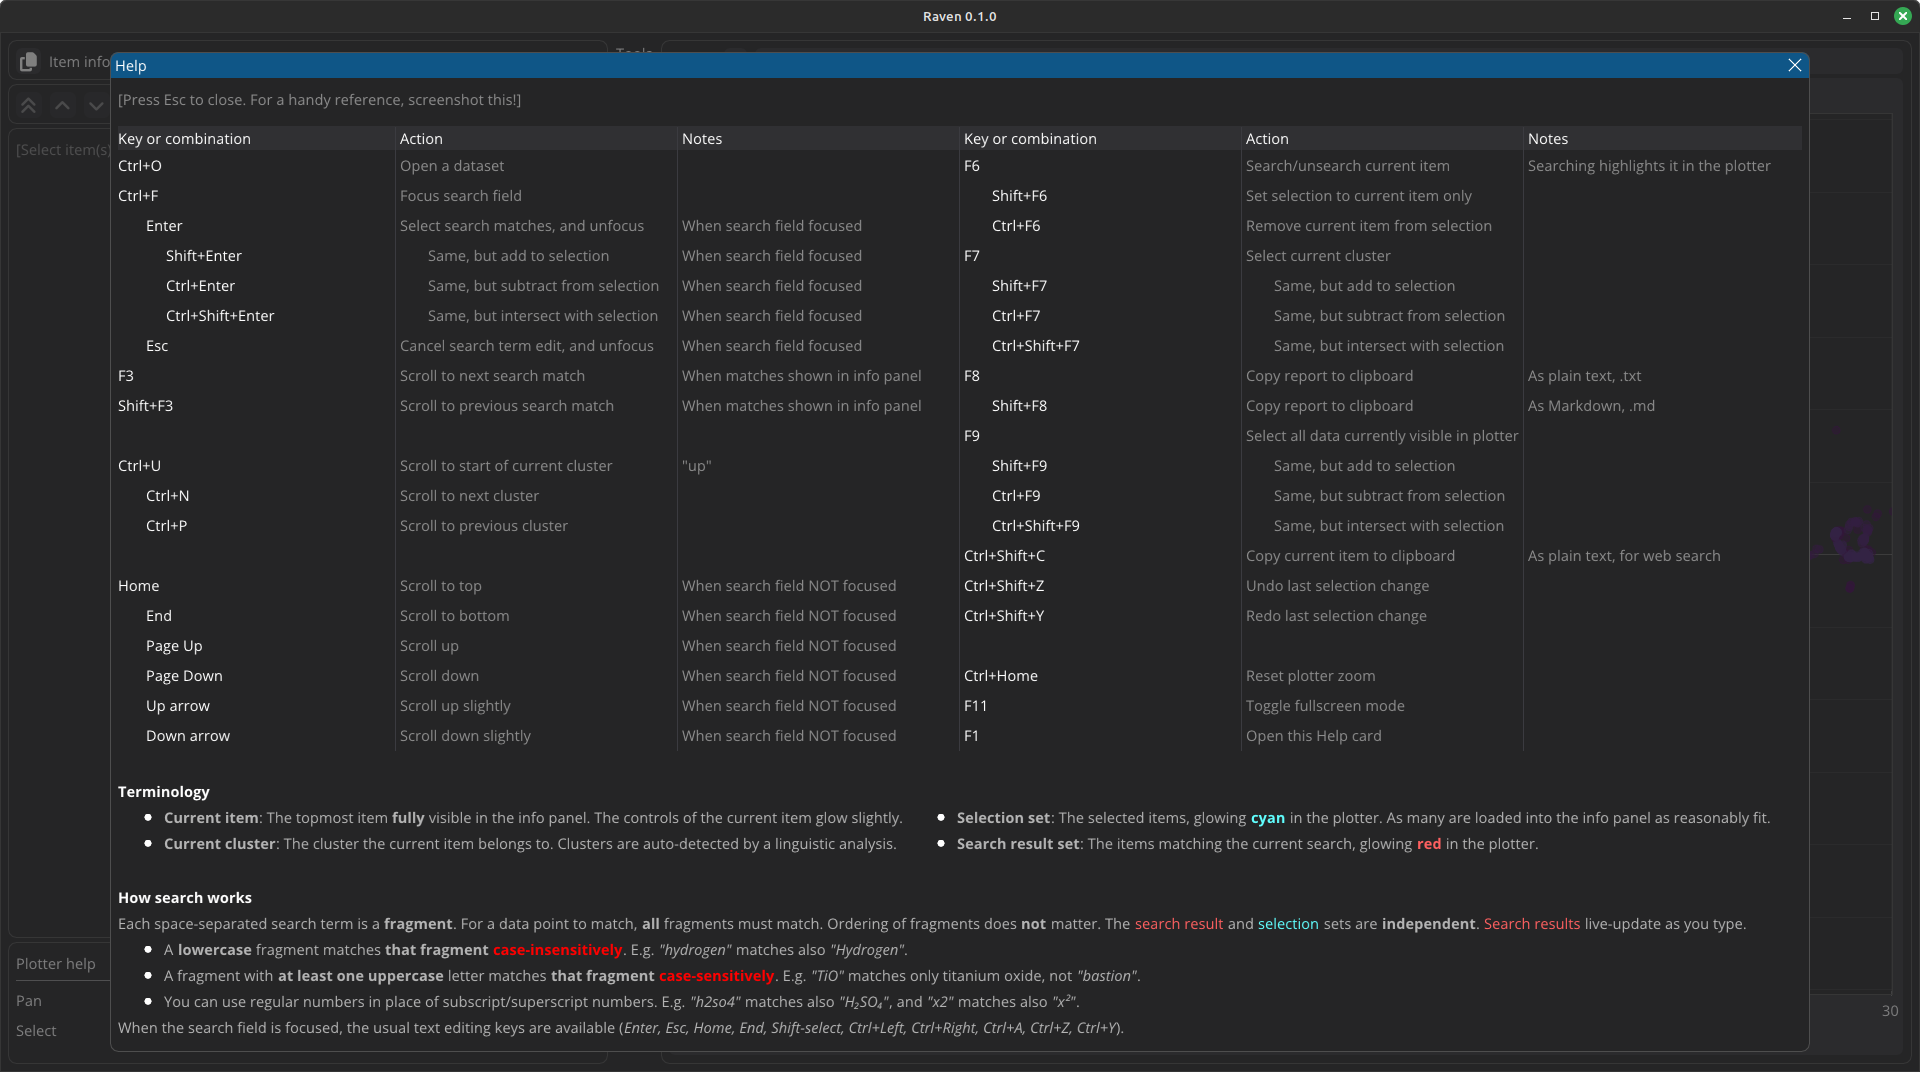 Raven 0.1.0
Item info
Tools
Help
[Press Esc to close. For a handy reference, screenshot this!]
[Select item(s)
Key or combination Action Notes Key or combination Action Notes
Ctrl+O Open a dataset F6 Search/unsearch current item Searching highlights it in the plotter
Ctrl+F Focus search field Shift+F6 Set selection to current item only
Enter Select search matches, and unfocus When search field focused Ctrl+F6 Remove current item from selection
Shift+Enter Same, but add to selection When search field focused F7 Select current cluster
Ctrl+Enter Same, but subtract from selection When search field focused Shift+F7 Same, but add to selection
Ctrl+Shift+Enter Same, but intersect with selection When search field focused Ctrl+F7 Same, but subtract from selection
Esc Cancel search term edit, and unfocus When search field focused Ctrl+Shift+F7 Same, but intersect with selection
F3 Scroll to next search match When matches shown in info panel F8 Copy report to clipboard As plain text, .txt
Shift+F3 Scroll to previous search match When matches shown in info panel Shift+F8 Copy report to clipboard As Markdown, .md
F9 Select all data currently visible in plotter
Ctrl+U Scroll to start of current cluster "up" Shift+F9 Same, but add to selection
Ctrl+N Scroll to next cluster Ctrl+F9 Same, but subtract from selection
Ctrl+P Scroll to previous cluster Ctrl+Shift+F9 Same, but intersect with selection
Ctrl+Shift+C Copy current item to clipboard As plain text, for web search
Home Scroll to top When search field NOT focused Ctrl+Shift+Z Undo last selection change
End Scroll to bottom When search field NOT focused Ctrl+Shift+Y Redo last selection change
Page Up Scroll up When search field NOT focused
Page Down Scroll down When search field NOT focused Ctrl+Home Reset plotter zoom
Up arrow Scroll up slightly When search field NOT focused F11 Toggle fullscreen mode
Down arrow Scroll down slightly When search field NOT focused F1 Open this Help card
Terminology
Current item: The topmost item fully visible in the info panel. The controls of the current item glow slightly.
Current cluster: The cluster the current item belongs to. Clusters are auto-detected by a linguistic analysis.
Selection set: The selected items, glowing cyan in the plotter. As many are loaded into the info panel as reasonably fit.
Search result set: The items matching the current search, glowing red in the plotter.
How search works
Each space-separated search term is a fragment. For a data point to match, all fragments must match. Ordering of fragments does not matter. The search result and selection sets are independent. Search results live-update as you type.
A lowercase fragment matches that fragment case-insensitively. E.g. "hydrogen" matches also "Hydrogen".
A fragment with at least one uppercase letter matches that fragment case-sensitively. E.g. "TiO" matches only titanium oxide, not "bastion".
You can use regular numbers in place of subscript/superscript numbers. E.g. "h2so4" matches also "H₂SO₄", and "x2" matches also "x²".
When the search field is focused, the usual text editing keys are available (Enter, Esc, Home, End, Shift-select, Ctrl+Left, Ctrl+Right, Ctrl+A, Ctrl+Z, Ctrl+Y).
Plotter help
Pan
Select
30